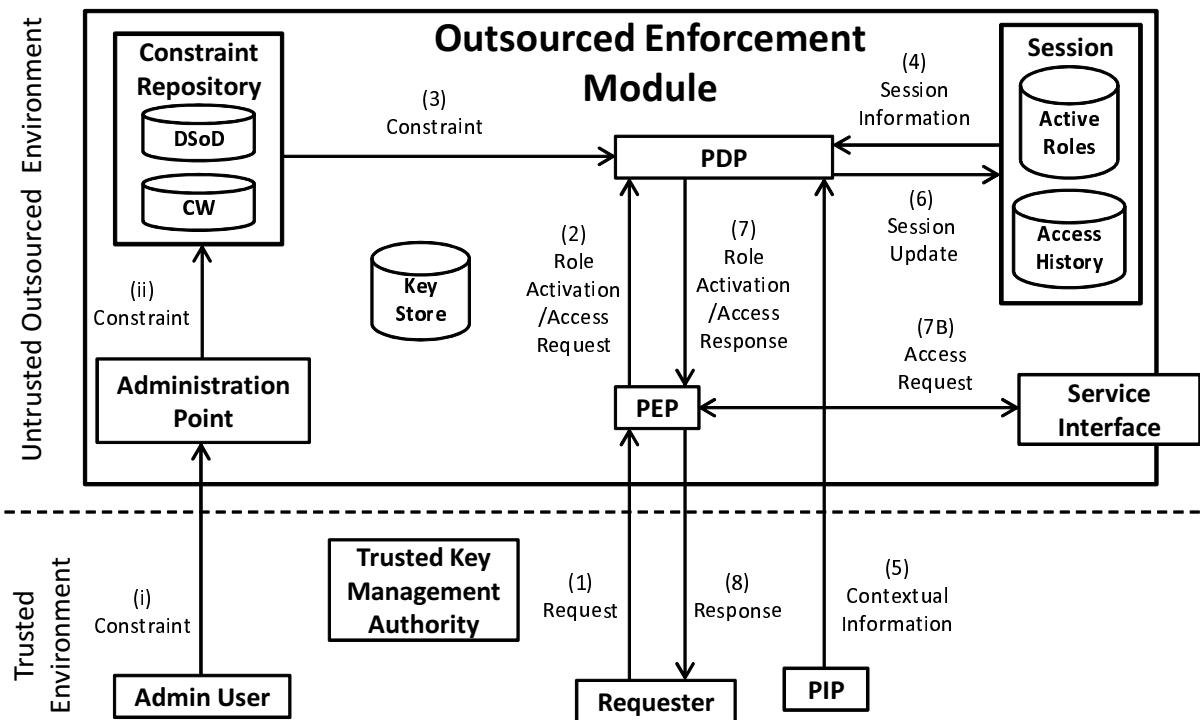 Untrusted Outsourced Environment
Outsourced Enforcement
Module
Constraint
Repository
DSoD
CW
(3)
Constraint
PDP
(4)
Session
Information
Session
Active
Roles
Access
History
(6)
Session
Update
(ii)
Constraint
Key
Store
(2)
Role
Activation
/Access
Request
(7)
Role
Activation
/Access
Response
(7B)
Access
Request
Administration
Point
PEP
Service
Interface
Trusted
Environment
(i)
Constraint
Trusted Key
Management
Authority
(1)
Request
(8)
Response
(5)
Contextual
Information
Admin User
Requester
PIP